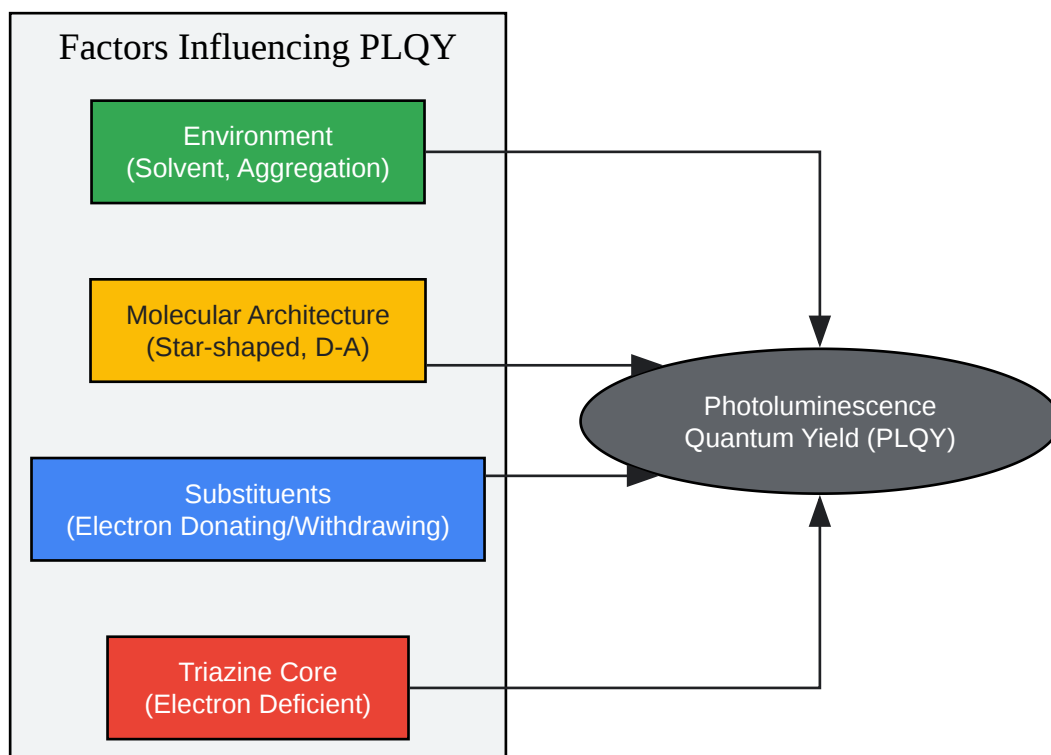 Factors Influencing PLQY
Environment
(Solvent, Aggregation)
Molecular Architecture
(Star-shaped, D-A)
Substituents
(Electron Donating/Withdrawing)
Triazine Core
(Electron Deficient)
Photoluminescence
Quantum Yield (PLQY)